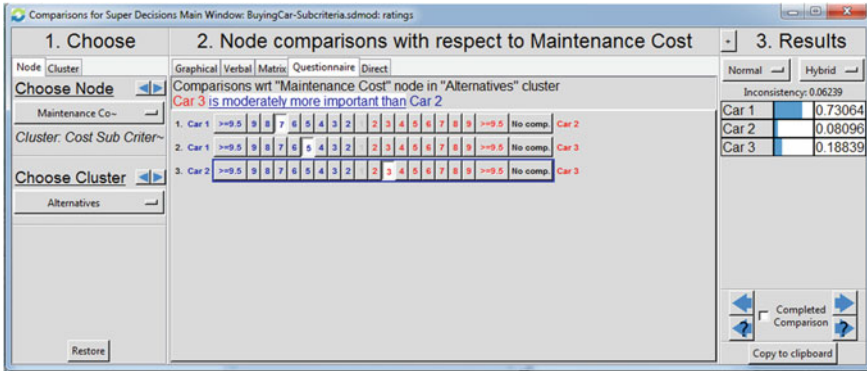 Comparisons for Super Decisions Main Window: BuyingCar-Subcriteria.sdmod: ratings
1. Choose
Node Cluster
Choose Node
Maintenance Co~
Cluster: Cost Sub Criter~
Choose Cluster
Alternatives
Restore
2. Node comparisons with respect to Maintenance Cost
Graphical Verbal Matrix Questionnaire Direct
Comparisons wrt "Maintenance Cost" node in "Alternatives" cluster
Car 3 is moderately more important than Car 2
1. Car 1 >=9.5 9 8 7 6 5 4 3 2 1 2 3 4 5 6 7 8 9 >=9.5 No comp. Car 2
2. Car 1 >=9.5 9 8 7 6 5 4 3 2 1 2 3 4 5 6 7 8 9 >=9.5 No comp. Car 3
3. Car 2 >=9.5 9 8 7 6 5 4 3 2 1 2 3 4 5 6 7 8 9 >=9.5 No comp. Car 3
3. Results
Normal Hybrid
Inconsistency: 0.06239
Car 1 0.73064
Car 2 0.08096
Car 3 0.18839
Completed
Comparison
? ?
Copy to clipboard